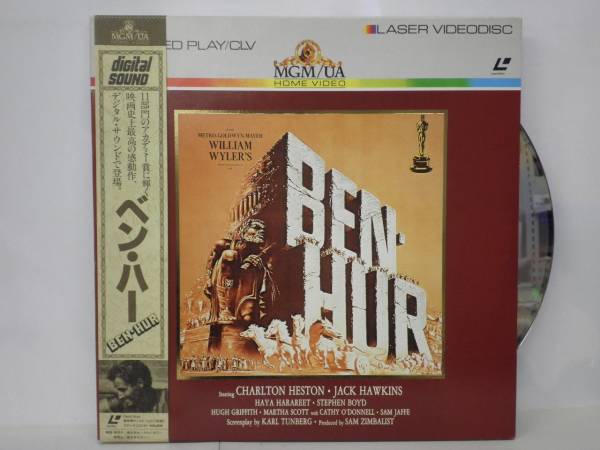 MGM/UA
HOME VIDEO
digital
SOUND
11部門のアカデミー賞に輝く
映画史上最高の感動作、
デジタル・サウンドで登場。
ベン・ハー
BEN-HUR
ED PLAY/CLV
LASER VIDEODISC
MGM/UA
HOME VIDEO
METRO-GOLDWYN-MAYER
WILLIAM
WYLER'S
BEN-
HUR
Starring CHARLTON HESTON · JACK HAWKINS
HAYA HARAREET · STEPHEN BOYD
HUGH GRIFFITH · MARTHA SCOTT with CATHY O'DONNELL · SAM JAFFE
Screenplay by KARL TUNBERG · Produced by SAM ZIMBALIST